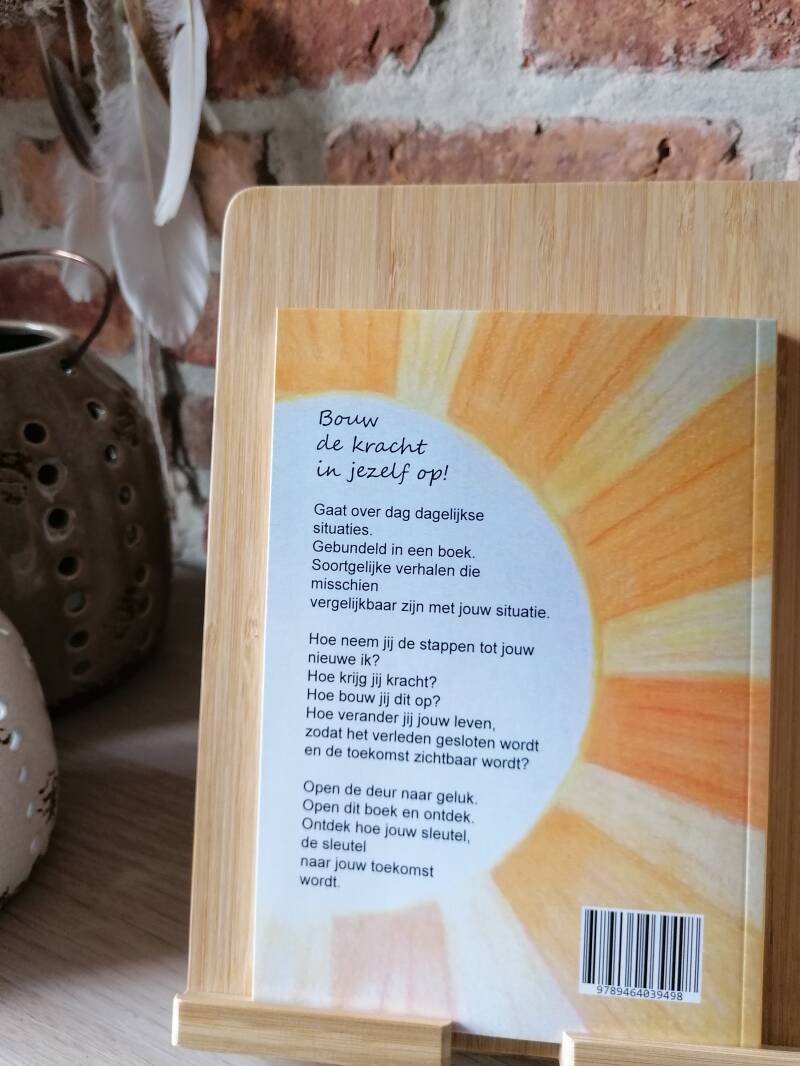 Bouw
de kracht
in jezelf op!
Gaat over dag dagelijkse
situaties.
Gebundeld in een boek.
Soortgelijke verhalen die
misschien
vergelijkbaar zijn met jouw situatie.
Hoe neem jij de stappen tot jouw
nieuwe ik?
Hoe krijg jij kracht?
Hoe bouw jij dit op?
Hoe verander jij jouw leven,
zodat het verleden gesloten wordt
en de toekomst zichtbaar wordt?
Open de deur naar geluk.
Open dit boek en ontdek.
Ontdek hoe jouw sleutel,
de sleutel
naar jouw toekomst
wordt.
9789464039498